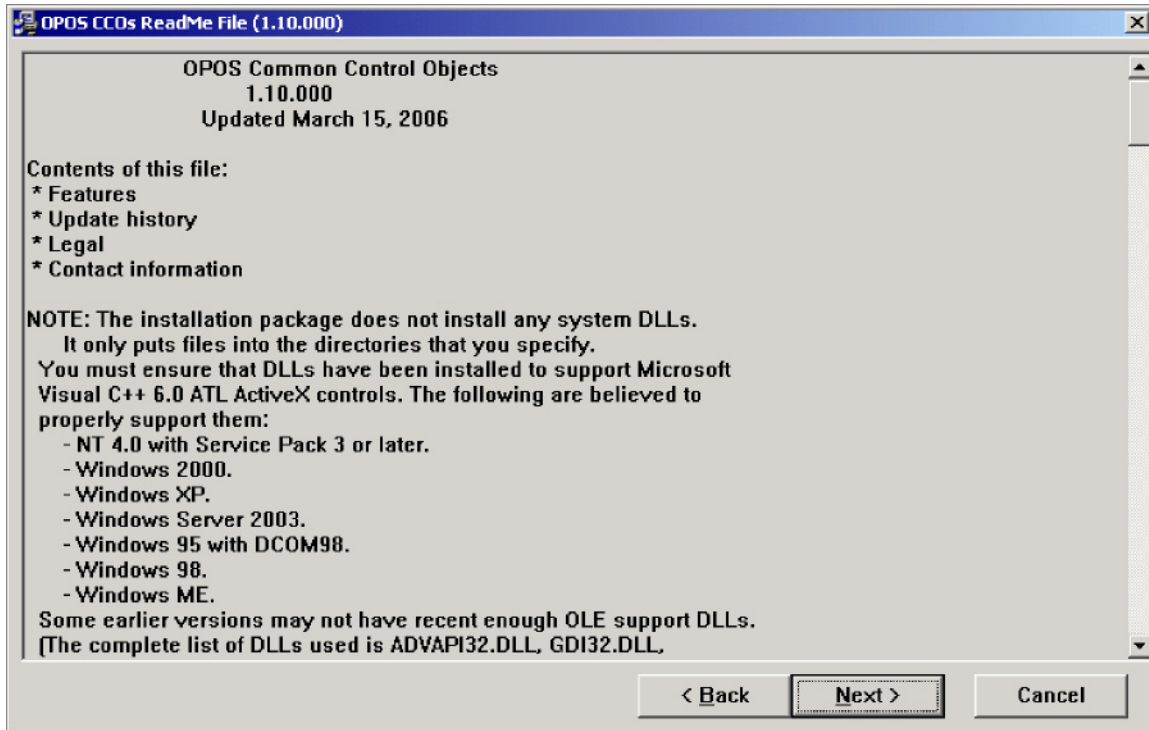 OPOS CCOs ReadMe File (1.10.000)
OPOS Common Control Objects
1.10.000
Updated March 15, 2006
Contents of this file:
* Features
* Update history
* Legal
* Contact information
NOTE: The installation package does not install any system DLLs.
It only puts files into the directories that you specify.
You must ensure that DLLs have been installed to support Microsoft
Visual C++ 6.0 ATL ActiveX controls. The following are believed to
properly support them:
- NT 4.0 with Service Pack 3 or later.
- Windows 2000.
- Windows XP.
- Windows Server 2003.
- Windows 95 with DCOM98.
- Windows 98.
- Windows ME.
Some earlier versions may not have recent enough OLE support DLLs.
(The complete list of DLLs used is ADVAPI32.DLL, GDI32.DLL,
< Back
Next >
Cancel